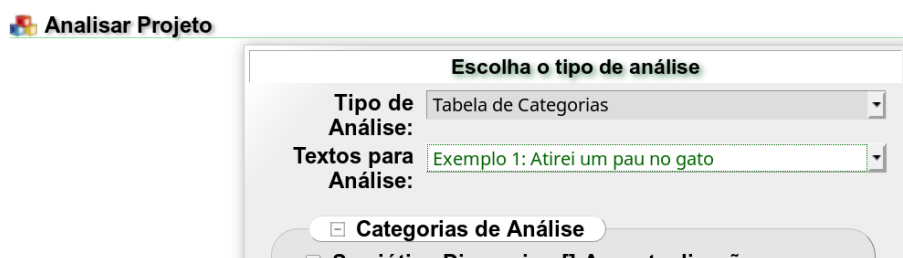 Analisar Projeto
Escolha o tipo de análise
Tipo de Análise: Tabela de Categorias
Textos para Análise: Exemplo 1: Atirei um pau no gato
Categorias de Análise